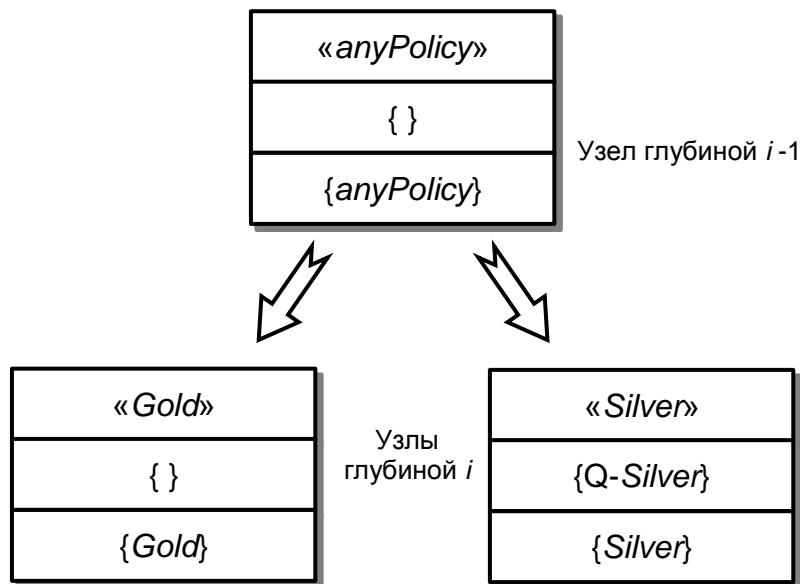 «anyPolicy»
{ }
{anyPolicy}
Узел глубиной i -1
«Gold»
{ }
{Gold}
Узлы
глубиной i
«Silver»
{Q-Silver}
{Silver}